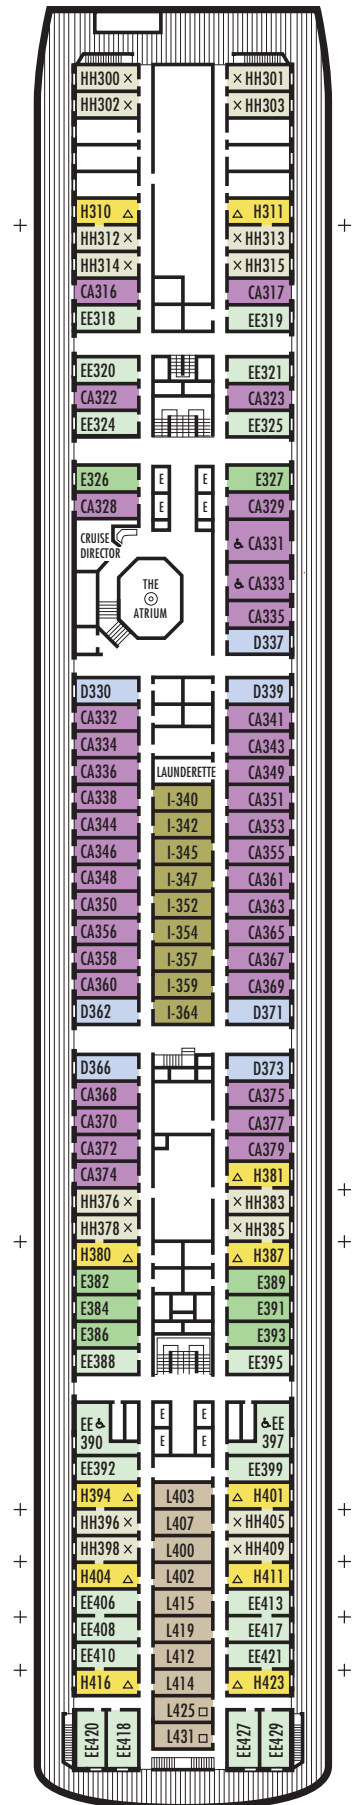 HH300 × × HH301
HH302 × × HH303
H310 △ △ H311
HH312 × × HH313
HH314 × × HH315
CA316 CA317
EE318 EE319
EE320 EE321
CA322 CA323
EE324 EE325
E326 E E E327
CA328 E E CA329
CRUISE
DIRECTOR
CA331
THE
ATRIUM
CA333
CA335
D337
D330 D339
CA332 CA341
CA334 CA343
CA336 LAUNDERETTE CA349
CA338 I-340 CA351
CA344 I-342 CA353
CA346 I-345 CA355
CA348 I-347 CA361
CA350 I-352 CA363
CA356 I-354 CA365
CA358 I-357 CA367
CA360 I-359 CA369
D362 I-364 D371
D366 D373
CA368 CA375
CA370 CA377
CA372 CA379
CA374 △ H381
HH376 × × HH383
HH378 × × HH385
H380 △ △ H387
E382 E389
E384 E391
E386 E393
EE388 EE395
EE
390
E E
E E
EE
397
EE392 EE399
H394 △ L403 △ H401
HH396 × L407 × HH405
HH398 × L400 × HH409
H404 △ L402 △ H411
EE406 L415 EE413
EE408 L419 EE417
EE410 L412 EE421
H416 △ L414 △ H423
L425 □
L431 □
EE420 EE418 EE427 EE429